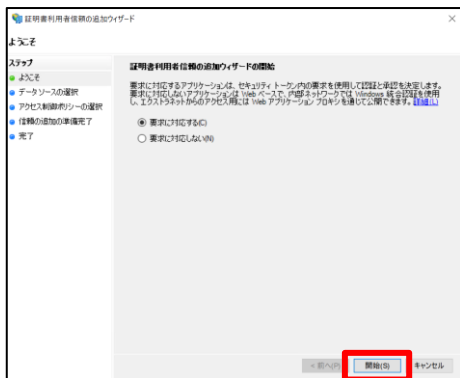 証明書利用者信頼の追加ウィザード
ようこそ
ステップ
ようこそ
データ ソースの選択
アクセス制御ポリシーの選択
信頼の追加の準備完了
完了
証明書利用者信頼の追加ウィザードの開始
要求に対応するアプリケーションは、セキュリティ トークン内の要求を使用して認証と承認を決定します。
要求に対応しないアプリケーションは Web ベースで、内部ネットワークでは Windows 統合認証を使用
し、エクストラネットからのアクセス用には Web アプリケーション プロキシを通じて公開できます。詳細(L)
要求に対応する(C)
要求に対応しない(N)
< 前へ(P)
開始(S)
キャンセル